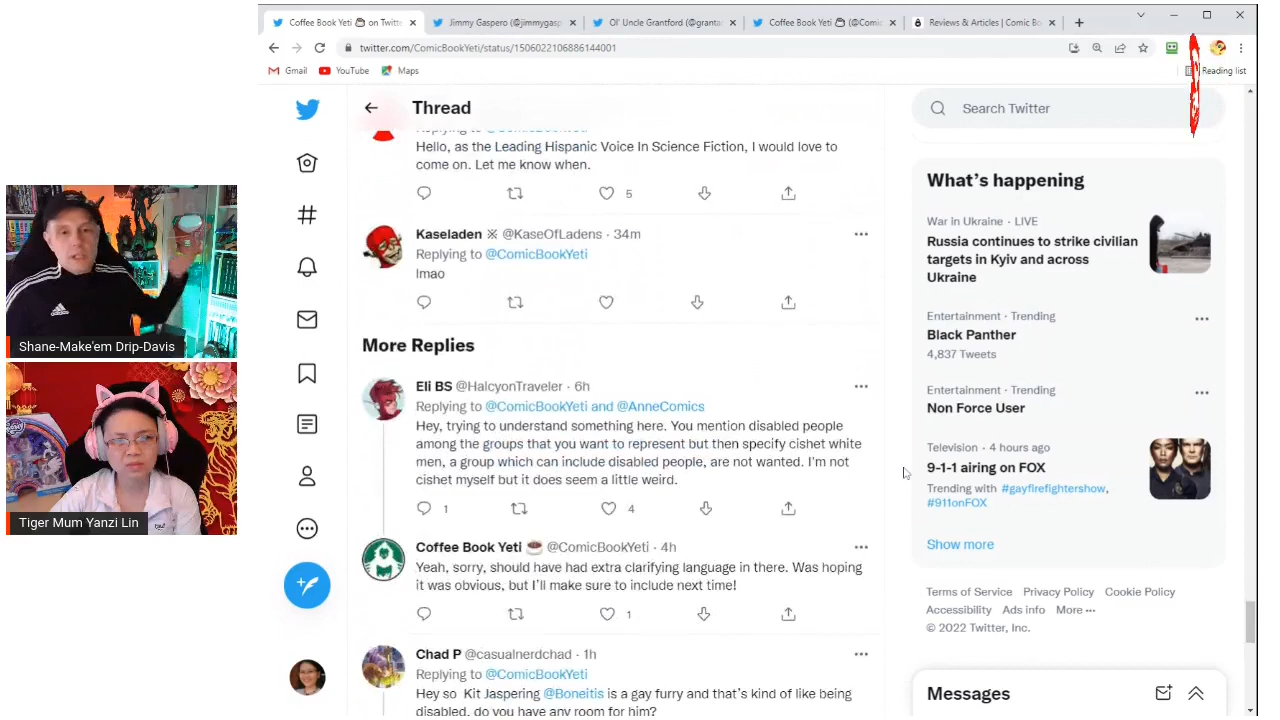 Coffee Book Yeti on Twitte
Jimmy Gaspero (@jimmygasp
Ol' Uncle Grantford (@granta
Coffee Book Yeti (@Comic
Reviews & Articles | Comic Bo
twitter.com/ComicBookYeti/status/1506022106886144001
Gmail
YouTube
Maps
Reading list
Thread
Search Twitter
Replying to @ComicBookYeti
Hello, as the Leading Hispanic Voice In Science Fiction, I would love to
come on. Let me know when.
5
Kaseladen ※ @KaseOfLadens · 34m
Replying to @ComicBookYeti
lmao
More Replies
Eli BS @HalcyonTraveler · 6h
Replying to @ComicBookYeti and @AnneComics
Hey, trying to understand something here. You mention disabled people
among the groups that you want to represent but then specify cishet white
men, a group which can include disabled people, are not wanted. I'm not
cishet myself but it does seem a little weird.
1 4
Coffee Book Yeti ☕ @ComicBookYeti · 4h
Yeah, sorry, should have had extra clarifying language in there. Was hoping
it was obvious, but I'll make sure to include next time!
1
Chad P @casualnerdchad · 1h
Replying to @ComicBookYeti
Hey so Kit Jaspering @Boneitis is a gay furry and that's kind of like being
disabled, do you have any room for him?
What's happening
War in Ukraine · LIVE
Russia continues to strike civilian
targets in Kyiv and across
Ukraine
Entertainment · Trending
Black Panther
4,837 Tweets
Entertainment · Trending
Non Force User
Television · 4 hours ago
9-1-1 airing on FOX
Trending with #gayfirefightershow,
#911onFOX
Show more
Terms of Service Privacy Policy Cookie Policy
Accessibility Ads info More ···
© 2022 Twitter, Inc.
Messages
Shane-Make'em Drip-Davis
Tiger Mum Yanzi Lin